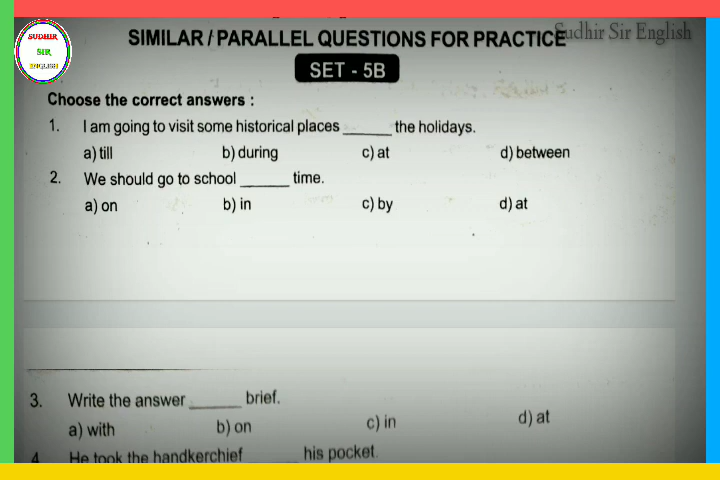 SUDHIR
SIR
ENGLISH
Sudhir Sir English
SIMILAR / PARALLEL QUESTIONS FOR PRACTICE
SET - 5B
Choose the correct answers :
1. I am going to visit some historical places ______ the holidays.
a) till b) during c) at d) between
2. We should go to school ______ time.
a) on b) in c) by d) at
3. Write the answer ______ brief.
a) with b) on c) in d) at
4. He took the handkerchief ______ his pocket.